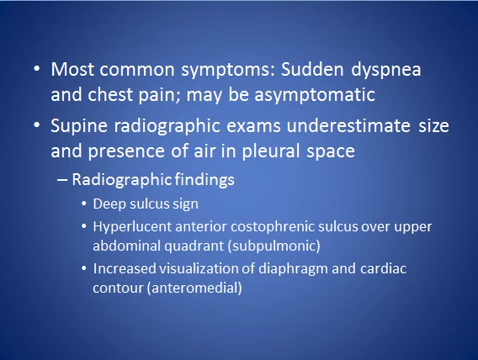 • Most common symptoms: Sudden dyspnea
and chest pain; may be asymptomatic
• Supine radiographic exams underestimate size
and presence of air in pleural space
– Radiographic findings
• Deep sulcus sign
• Hyperlucent anterior costophrenic sulcus over upper
abdominal quadrant (subpulmonic)
• Increased visualization of diaphragm and cardiac
contour (anteromedial)